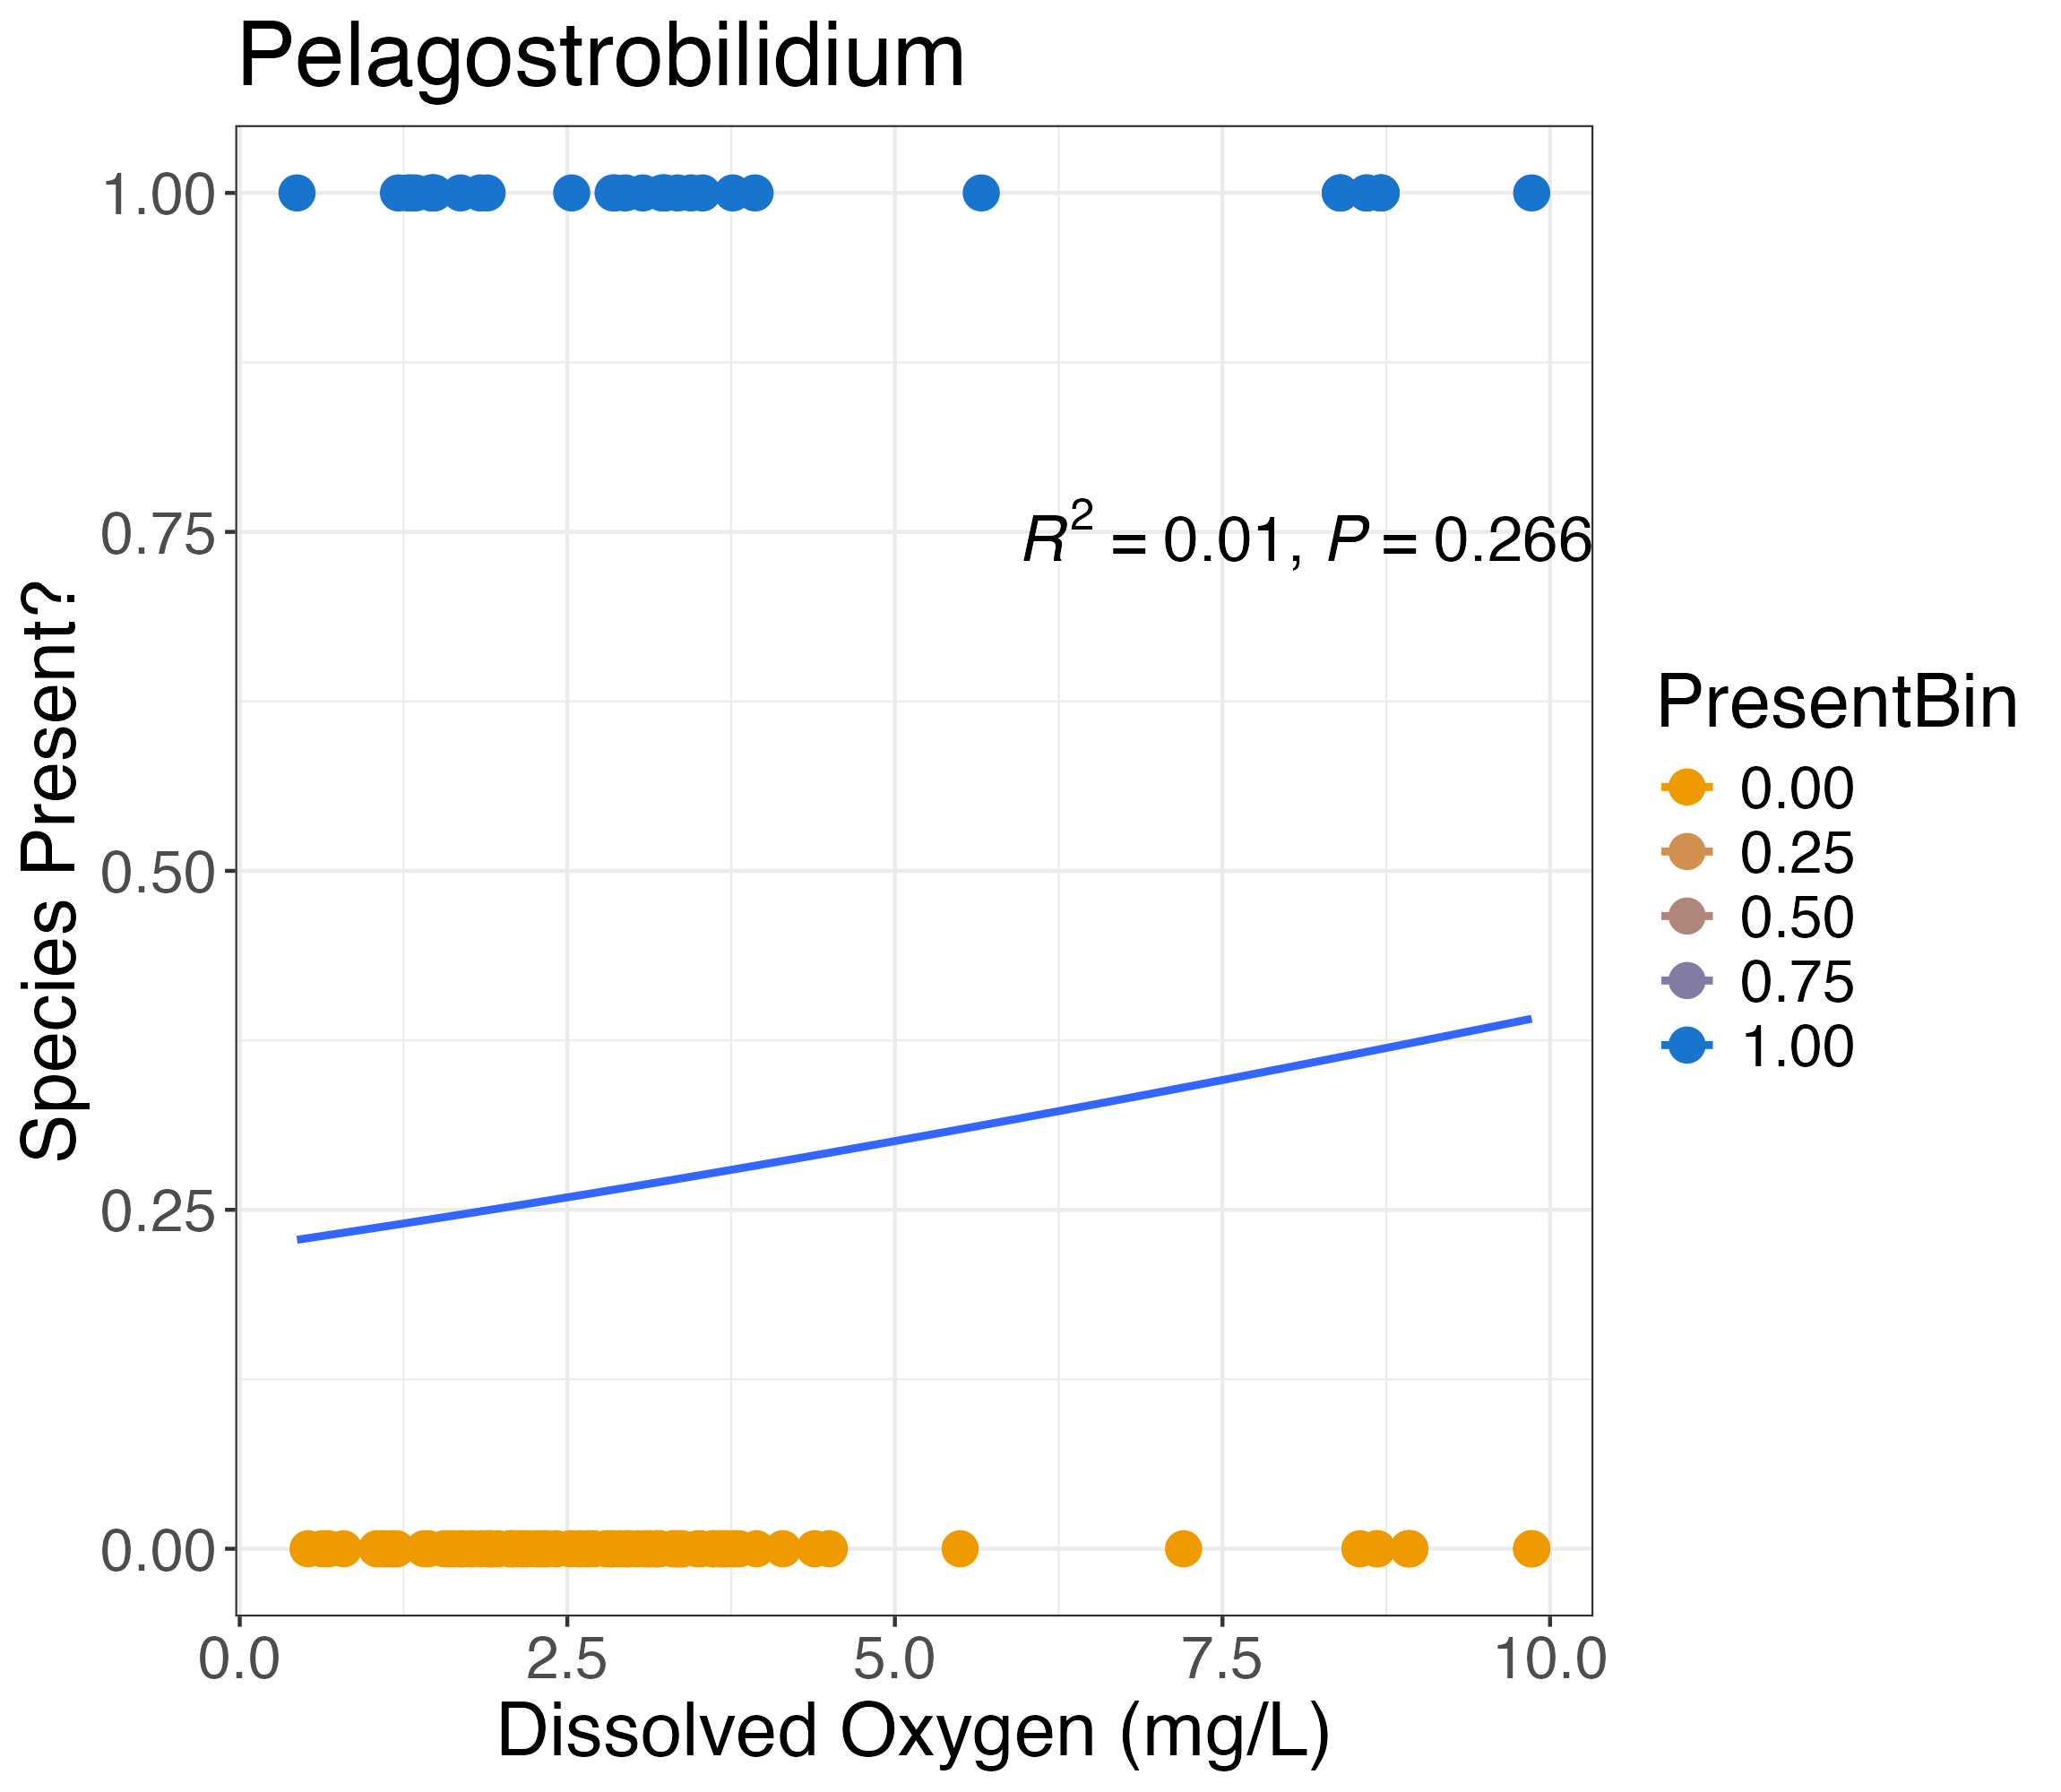 Pelagostrobilidium
1.00
0.75
0.50
0.25
0.00
Species Present?
R² = 0.01, P = 0.266
0.0 2.5 5.0 7.5 10.0
Dissolved Oxygen (mg/L)
PresentBin
0.00
0.25
0.50
0.75
1.00